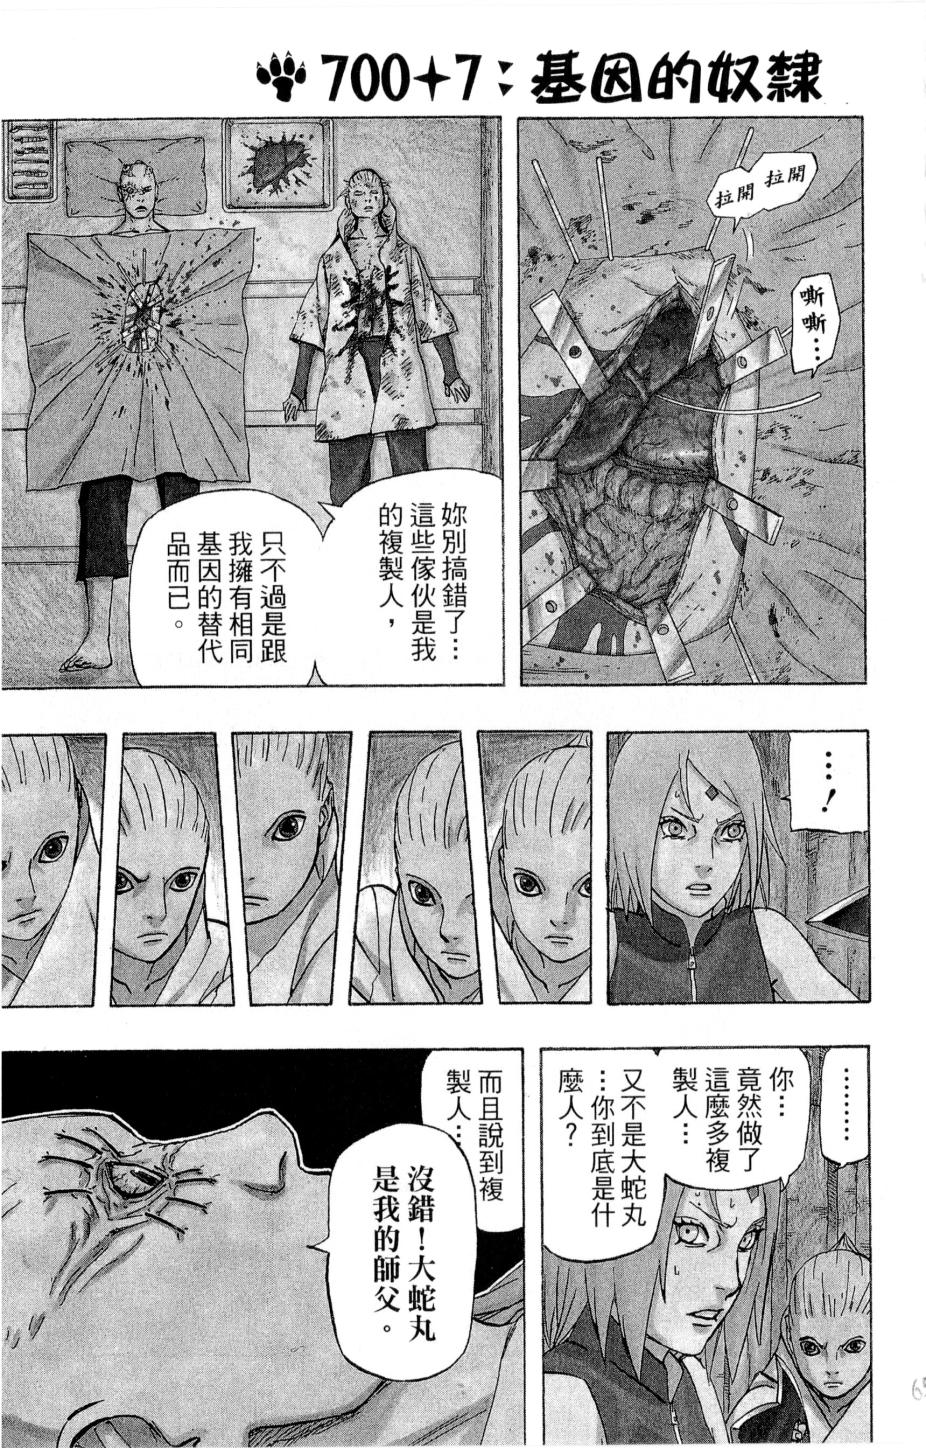 700+7：基因的奴隸
拉開 拉開
嘶嘶…
妳別搞錯了…
這些傢伙是我
的複製人，
只不過是跟
我擁有相同
基因的替代
品而已。
…！
………
你…
竟然做了
這麼多複
製人…
又不是大蛇丸
…你到底是什
麼人？
而且說到複
製人…
沒錯！大蛇丸
是我的師父。